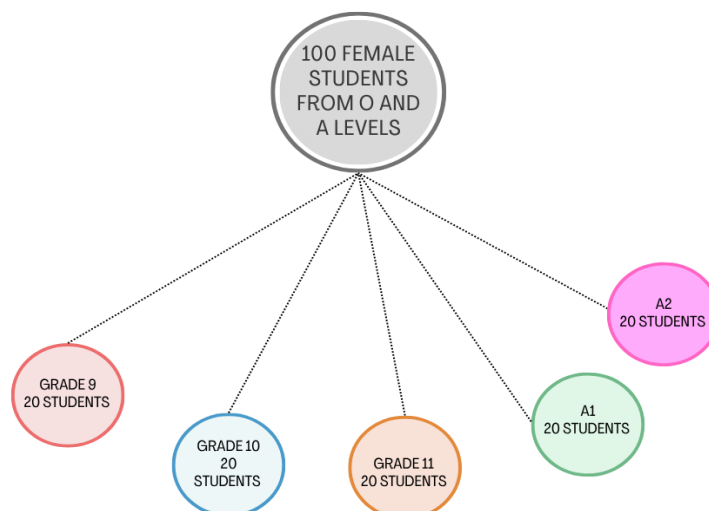 100 FEMALE
STUDENTS
FROM O AND
A LEVELS
A2
20 STUDENTS
GRADE 9
20 STUDENTS
A1
20 STUDENTS
GRADE 10
20
STUDENTS
GRADE 11
20 STUDENTS